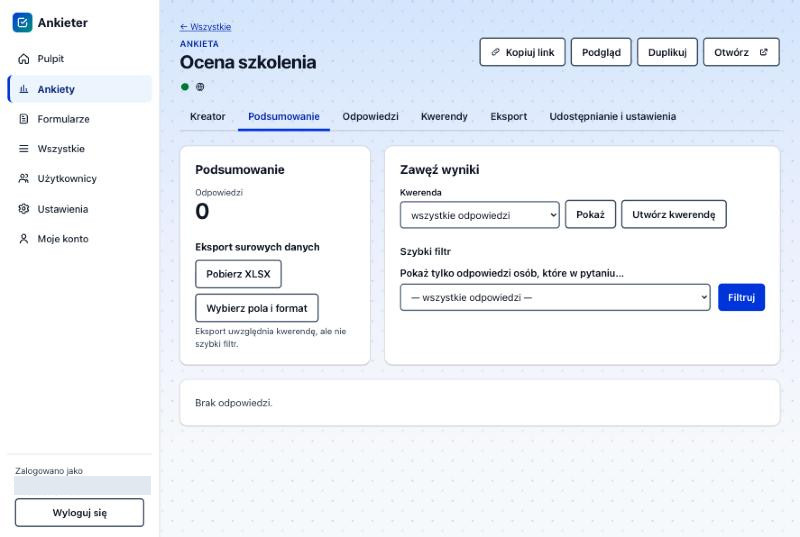 Ankieter
Pulpit
Ankiety
Formularze
Wszystkie
Użytkownicy
Ustawienia
Moje konto
Zalogowano jako
Wyloguj się
← Wszystkie
ANKIETA
Ocena szkolenia
Kopiuj link
Podgląd
Duplikuj
Otwórz
Kreator
Podsumowanie
Odpowiedzi
Kwerendy
Eksport
Udostępnianie i ustawienia
Podsumowanie
Odpowiedzi
0
Eksport surowych danych
Pobierz XLSX
Wybierz pola i format
Eksport uwzględnia kwerendę, ale nie
szybki filtr.
Zawęź wyniki
Kwerenda
wszystkie odpowiedzi
Pokaż
Utwórz kwerendę
Szybki filtr
Pokaż tylko odpowiedzi osób, które w pytaniu...
— wszystkie odpowiedzi —
Filtruj
Brak odpowiedzi.